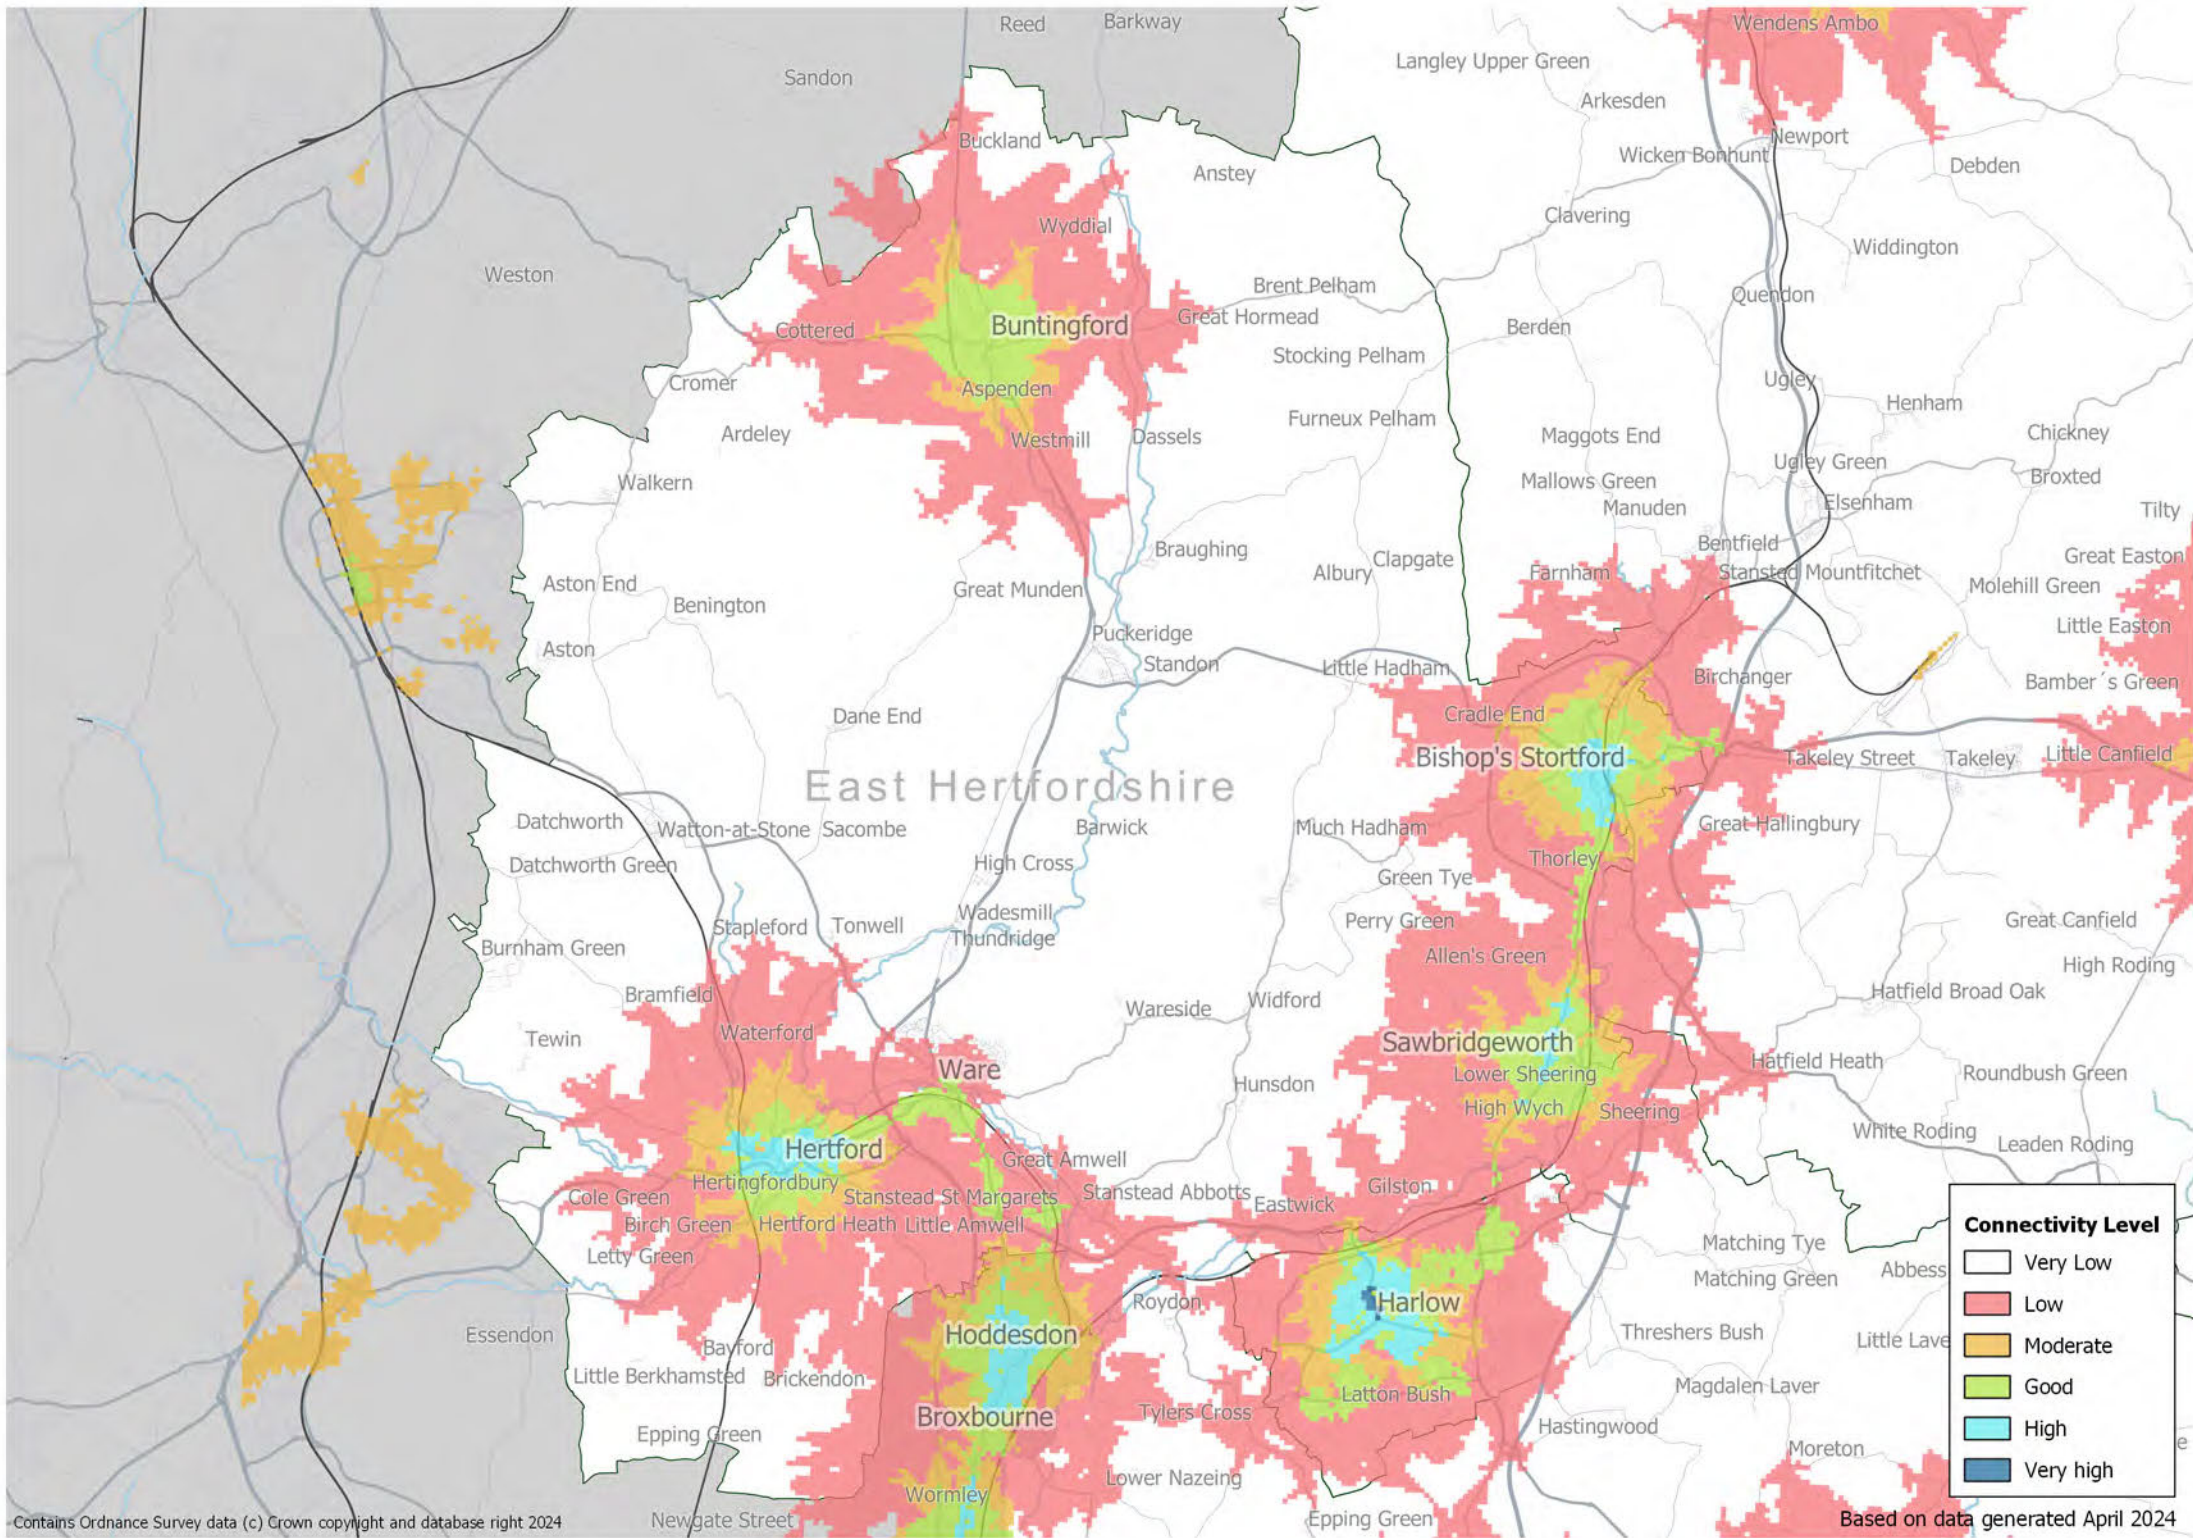 Reed
Barkway
Wendens Ambo
Langley Upper Green
Sandon
Arkesden
Buckland
Newport
Wicken Bonhunt
Debden
Anstey
Clavering
Wyddial
Widdington
Weston
Brent Pelham
Quendon
Great Hormead
Buntingford
Cottered
Berden
Stocking Pelham
Ugley
Cromer
Aspenden
Henham
Furneux Pelham
Ardeley
Westmill
Dassels
Maggots End
Chickney
Ugley Green
Broxted
Walkern
Mallows Green
Manuden
Elsenham
Tilty
Bentfield
Braughing
Clapgate
Great Easton
Albury
Farnham
Stansted Mountfitchet
Aston End
Great Munden
Molehill Green
Benington
Little Easton
Puckeridge
Aston
Standon
Little Hadham
Birchanger
Bamber´s Green
Dane End
Cradle End
Bishop's Stortford
Takeley Street
Takeley
Little Canfield
East Hertfordshire
Datchworth
Watton-at-Stone
Sacombe
Barwick
Much Hadham
Great Hallingbury
Datchworth Green
High Cross
Thorley
Green Tye
Wadesmill
Perry Green
Great Canfield
Stapleford
Tonwell
Thundridge
Burnham Green
Allen's Green
High Roding
Bramfield
Widford
Hatfield Broad Oak
Wareside
Waterford
Tewin
Sawbridgeworth
Ware
Hatfield Heath
Lower Sheering
Roundbush Green
Hunsdon
High Wych
Sheering
White Roding
Leaden Roding
Hertford
Great Amwell
Hertingfordbury
Cole Green
Stanstead St Margarets
Stanstead Abbotts
Gilston
Eastwick
Birch Green
Hertford Heath
Little Amwell
Letty Green
Matching Tye
Matching Green
Abbess
Roydon
Harlow
Essendon
Hoddesdon
Threshers Bush
Little Lave
Bayford
Little Berkhamsted
Brickendon
Latton Bush
Magdalen Laver
Broxbourne
Tylers Cross
Hastingwood
Epping Green
Moreton
e
Lower Nazeing
Wormley
Newgate Street
Epping Green
Connectivity Level
Very Low
Low
Moderate
Good
High
Very high
Contains Ordnance Survey data (c) Crown copyright and database right 2024
Based on data generated April 2024